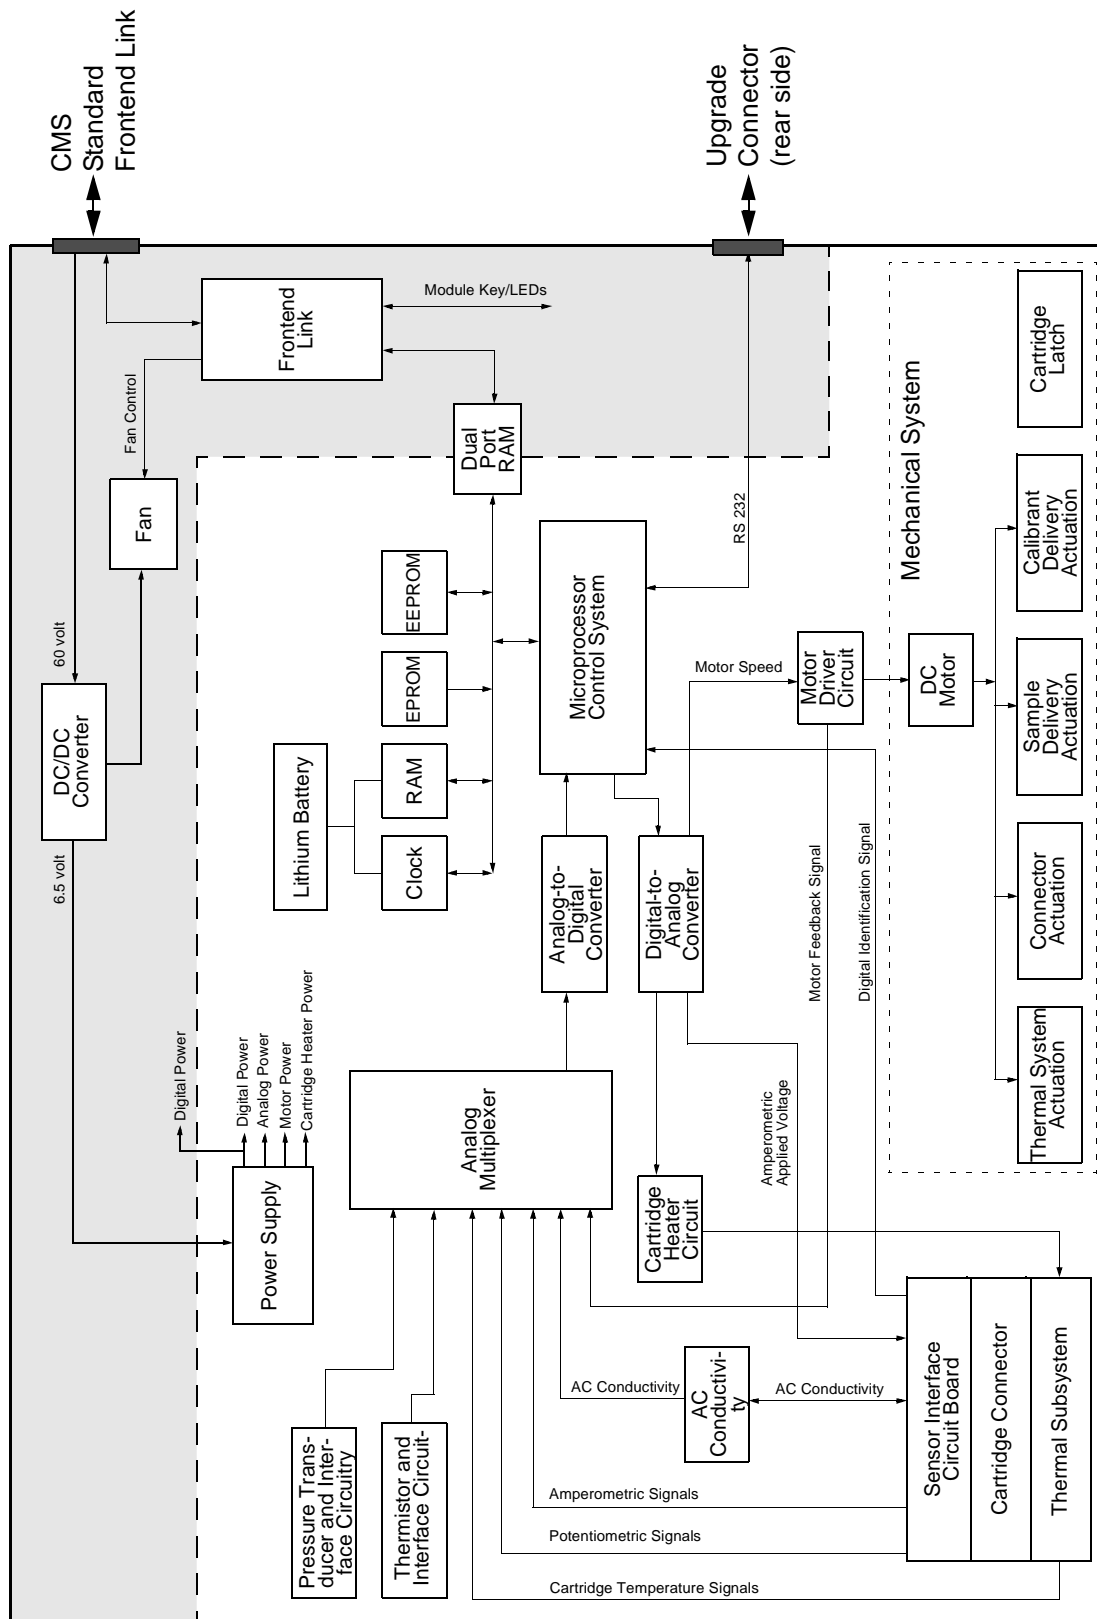 CMS
Standard
Frontend Link
Upgrade
Connector
(rear side)
Frontend
Link
Module Key/LEDs
Fan Control
Fan
Dual
Port
RAM
60 volt
DC/DC
Converter
6.5 volt
EEPROM
EPROM
RAM
Clock
Lithium Battery
Microprocessor
Control System
RS 232
Mechanical System
Cartridge
Latch
Calibrant
Delivery
Actuation
Sample
Delivery
Actuation
Connector
Actuation
Thermal System
Actuation
DC
Motor
Motor
Driver
Circuit
Motor Speed
Analog-to-
Digital
Converter
Digital-to-
Analog
Converter
Motor Feedback Signal
Digital Identification Signal
Digital Power
Digital Power
Analog Power
Motor Power
Cartridge Heater Power
Power Supply
Analog
Multiplexer
Amperometric
Applied Voltage
Cartridge
Heater
Circuit
Pressure Trans-
ducer and Inter-
face Circuitry
Thermistor and
Interface Circuit-
AC Conductivity
AC
Conductivi-
ty
AC Conductivity
Amperometric Signals
Potentiometric Signals
Cartridge Temperature Signals
Sensor Interface
Circuit Board
Cartridge Connector
Thermal Subsystem